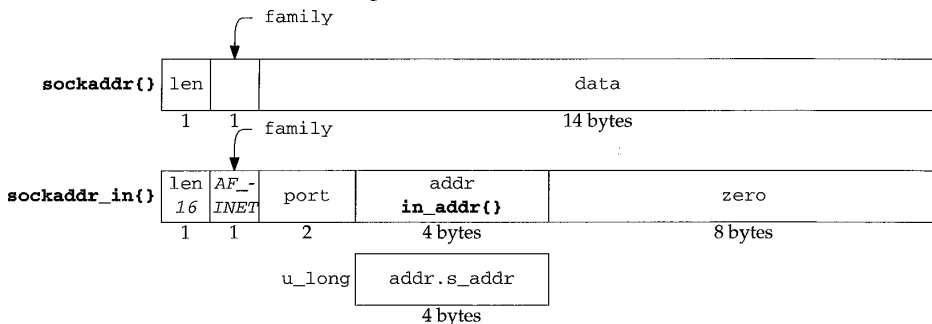 family
sockaddr{} len data
1 1 14 bytes
family
sockaddr_in{} len 16 AF_-INET port addr in_addr{} zero
1 1 2 4 bytes 8 bytes
u_long addr.s_addr
4 bytes